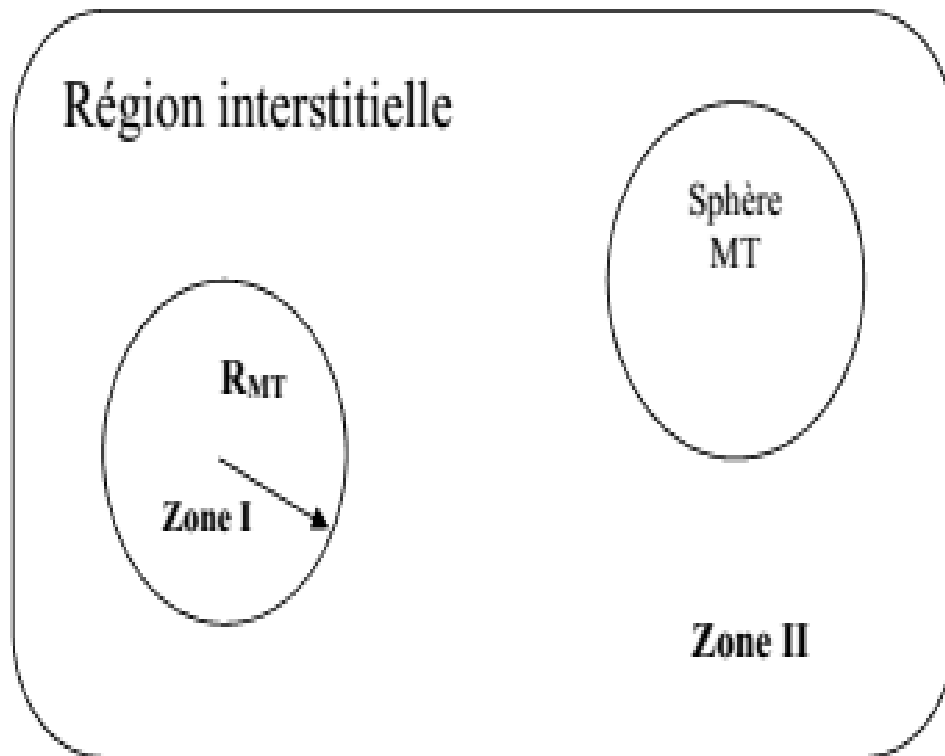 Région interstitielle
Sphère
MT
RMT
Zone I
Zone II